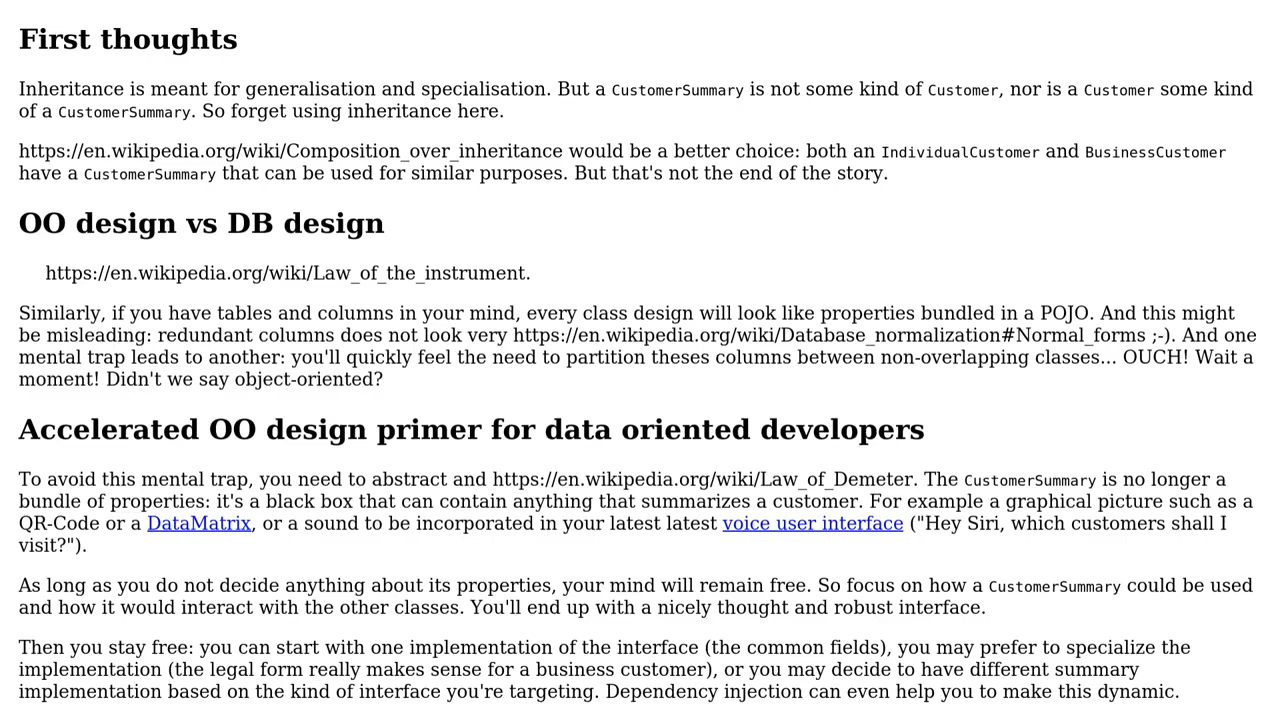 First thoughts
Inheritance is meant for generalisation and specialisation. But a CustomerSummary is not some kind of Customer, nor is a Customer some kind
of a CustomerSummary. So forget using inheritance here.
https://en.wikipedia.org/wiki/Composition_over_inheritance would be a better choice: both an IndividualCustomer and BusinessCustomer
have a CustomerSummary that can be used for similar purposes. But that's not the end of the story.
OO design vs DB design
https://en.wikipedia.org/wiki/Law_of_the_instrument.
Similarly, if you have tables and columns in your mind, every class design will look like properties bundled in a POJO. And this might
be misleading: redundant columns does not look very https://en.wikipedia.org/wiki/Database_normalization#Normal_forms ;-). And one
mental trap leads to another: you'll quickly feel the need to partition theses columns between non-overlapping classes... OUCH! Wait a
moment! Didn't we say object-oriented?
Accelerated OO design primer for data oriented developers
To avoid this mental trap, you need to abstract and https://en.wikipedia.org/wiki/Law_of_Demeter. The CustomerSummary is no longer a
bundle of properties: it's a black box that can contain anything that summarizes a customer. For example a graphical picture such as a
QR-Code or a DataMatrix, or a sound to be incorporated in your latest latest voice user interface ("Hey Siri, which customers shall I
visit?").
As long as you do not decide anything about its properties, your mind will remain free. So focus on how a CustomerSummary could be used
and how it would interact with the other classes. You'll end up with a nicely thought and robust interface.
Then you stay free: you can start with one implementation of the interface (the common fields), you may prefer to specialize the
implementation (the legal form really makes sense for a business customer), or you may decide to have different summary
implementation based on the kind of interface you're targeting. Dependency injection can even help you to make this dynamic.